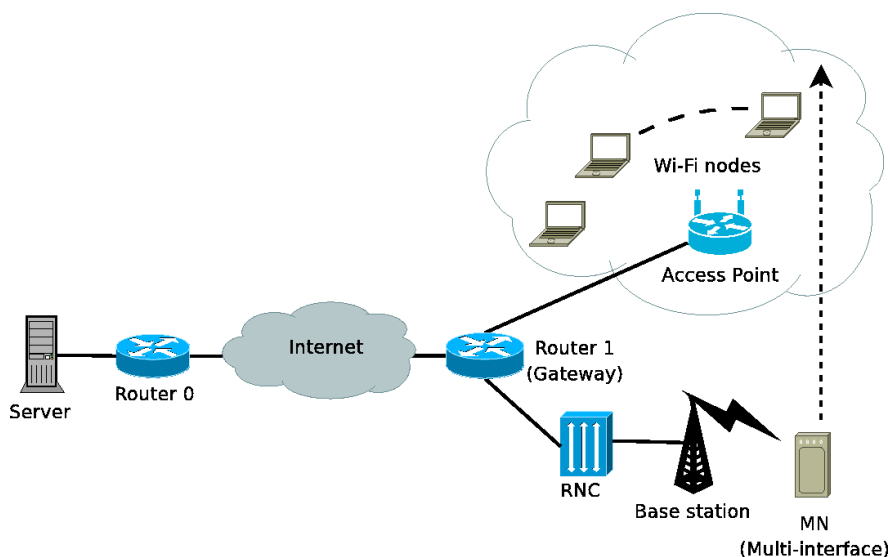 Wi-Fi nodes
Access Point
Internet
Router 1
(Gateway)
Router 0
Server
RNC
Base station
MN
(Multi-interface)